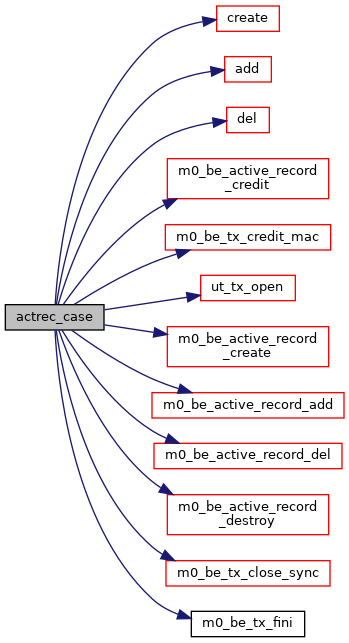 create
add
del
m0_be_active_record
_credit
m0_be_tx_credit_mac
ut_tx_open
actrec_case
m0_be_active_record
_create
m0_be_active_record_add
m0_be_active_record_del
m0_be_active_record
_destroy
m0_be_tx_close_sync
m0_be_tx_fini